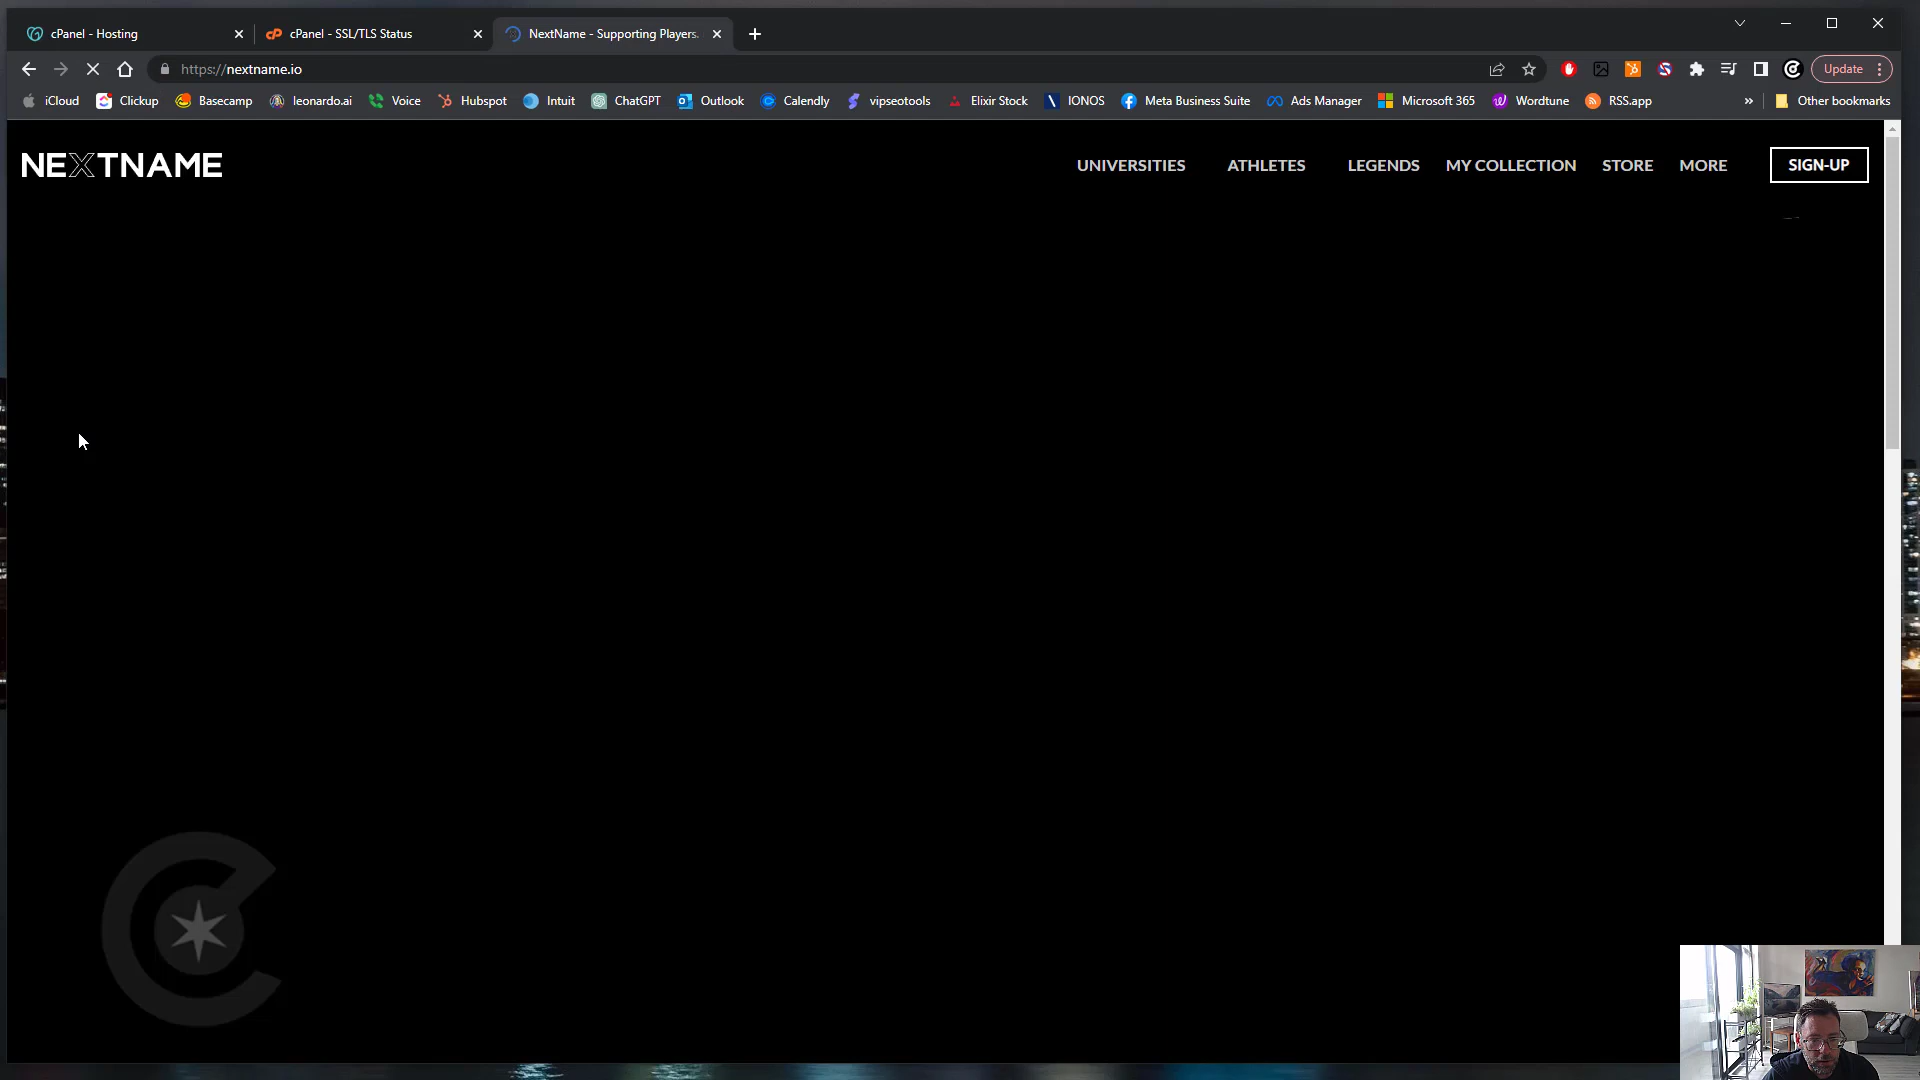 cPanel - Hosting
cPanel - SSL/TLS Status
NextName - Supporting Players.
https://nextname.io
Update
iCloud
Clickup
Basecamp
leonardo.ai
Voice
Hubspot
Intuit
ChatGPT
Outlook
Calendly
vipseotools
Elixir Stock
IONOS
Meta Business Suite
Ads Manager
Microsoft 365
Wordtune
RSS.app
»
Other bookmarks
NEXTNAME
UNIVERSITIES
ATHLETES
LEGENDS
MY COLLECTION
STORE
MORE
SIGN-UP